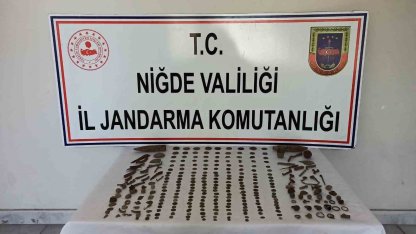 T.C.
NİĞDE VALİLİĞİ
İL JANDARMA KOMUTANLIĞI